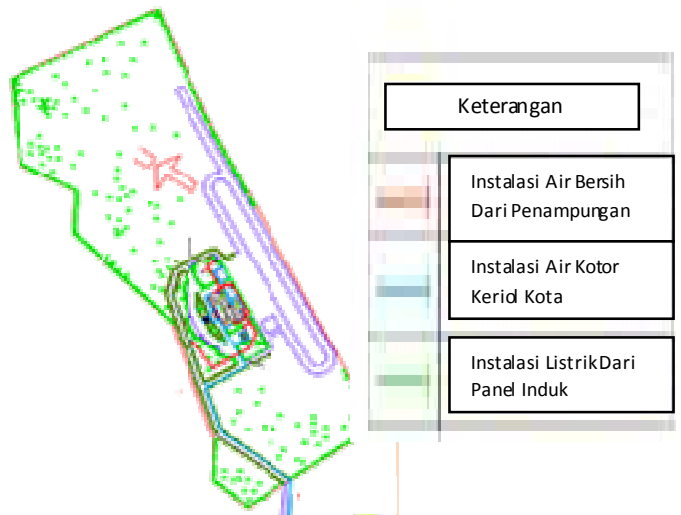 Keterangan
Instalasi Air Bersih
Dari Penampungan
Instalasi Air Kotor
Keriol Kota
Instalasi Listrik Dari
Panel Induk